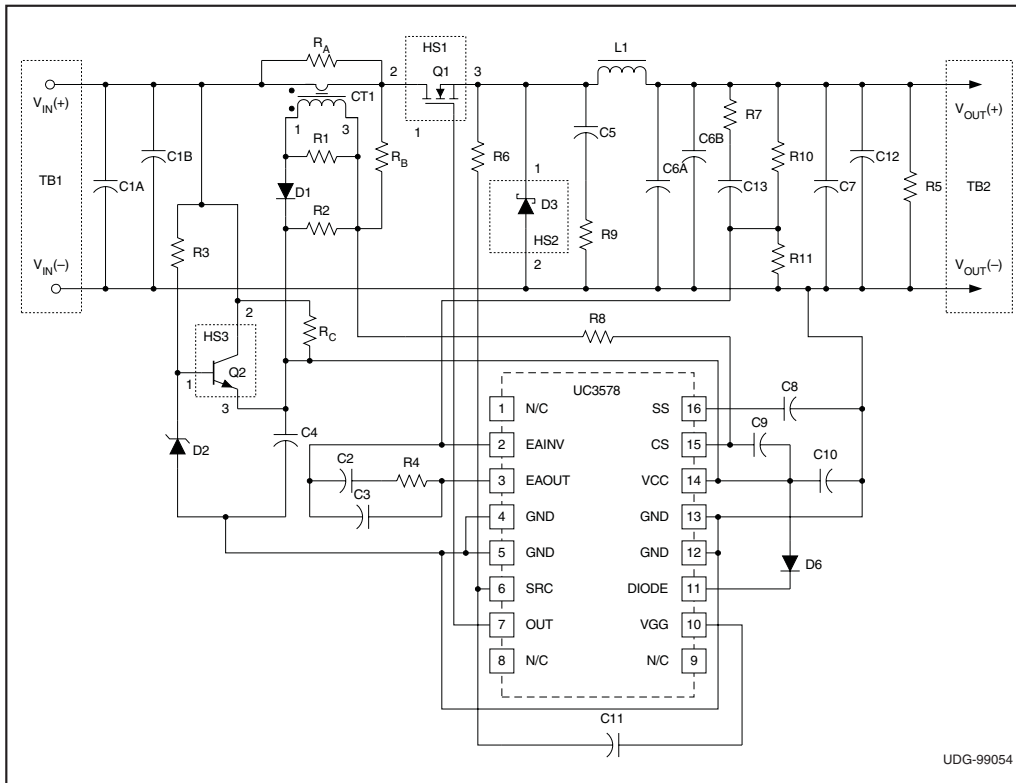 RA
HS1
L1
2
Q1
3
VIN(+)
CT1
VOUT(+)
1
3
1
R7
C5
C6B
R1
RB
R6
R10
C1B
C12
TB1
C1A
1
C6A
C13
C7
R5
TB2
D1
D3
R2
R9
R3
HS2
R11
VIN(–)
2
VOUT(–)
2
HS3
RC
R8
1
Q2
UC3578
C8
3
1
N/C
SS
16
C9
C4
D2
2
EAINV
CS
15
C2
R4
C10
3
EAOUT
VCC
14
C3
4
GND
GND
13
5
GND
GND
12
D6
6
SRC
DIODE
11
7
OUT
VGG
10
8
N/C
N/C
9
C11
UDG-99054